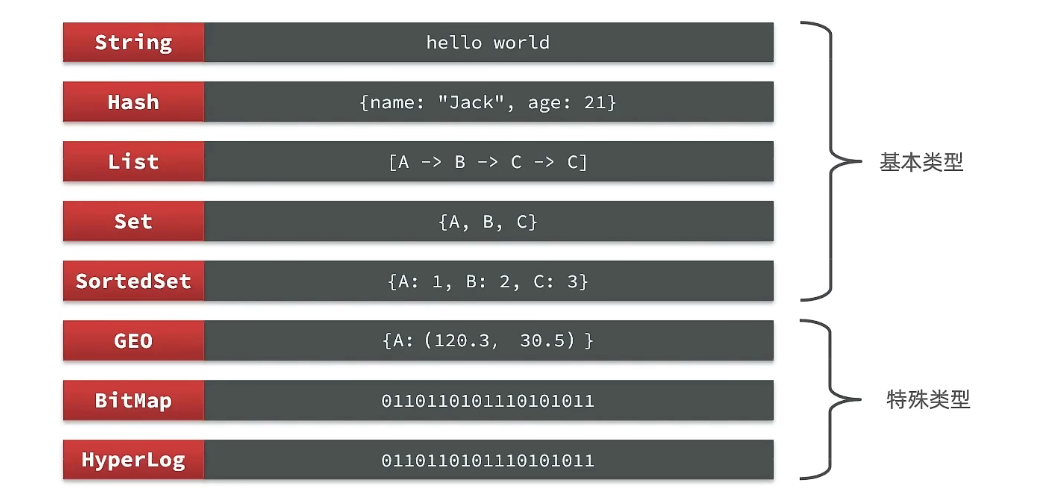 String hello world
Hash {name: "Jack", age: 21}
List [A -> B -> C -> C]
基本类型
Set {A, B, C}
SortedSet {A: 1, B: 2, C: 3}
GEO {A: (120.3, 30.5) }
BitMap 0110110101110101011
特殊类型
HyperLog 0110110101110101011